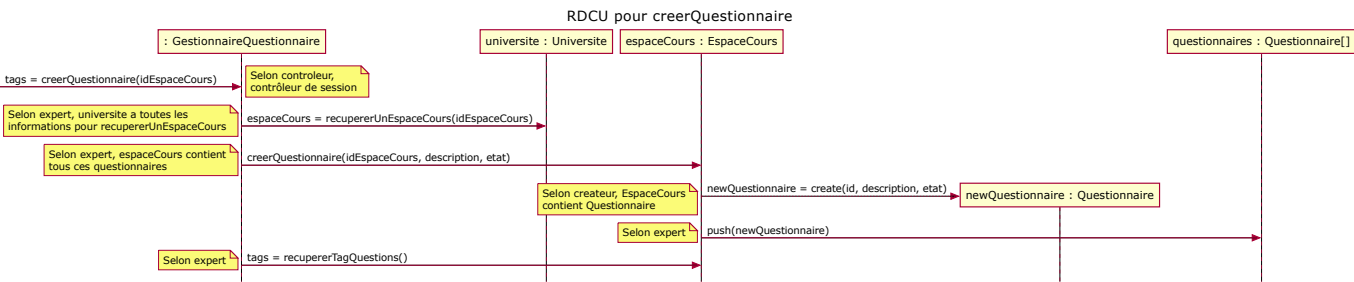 RDCU pour creerQuestionnaire
: GestionnaireQuestionnaire
universite : Universite
espaceCours : EspaceCours
questionnaires : Questionnaire[]
tags = creerQuestionnaire(idEspaceCours)
Selon controleur,
contrôleur de session
Selon expert, universite a toutes les
informations pour recupererUnEspaceCours
espaceCours = recupererUnEspaceCours(idEspaceCours)
Selon expert, espaceCours contient
tous ces questionnaires
creerQuestionnaire(idEspaceCours, description, etat)
Selon createur, EspaceCours
contient Questionnaire
newQuestionnaire = create(id, description, etat)
newQuestionnaire : Questionnaire
Selon expert
push(newQuestionnaire)
Selon expert
tags = recupererTagQuestions()